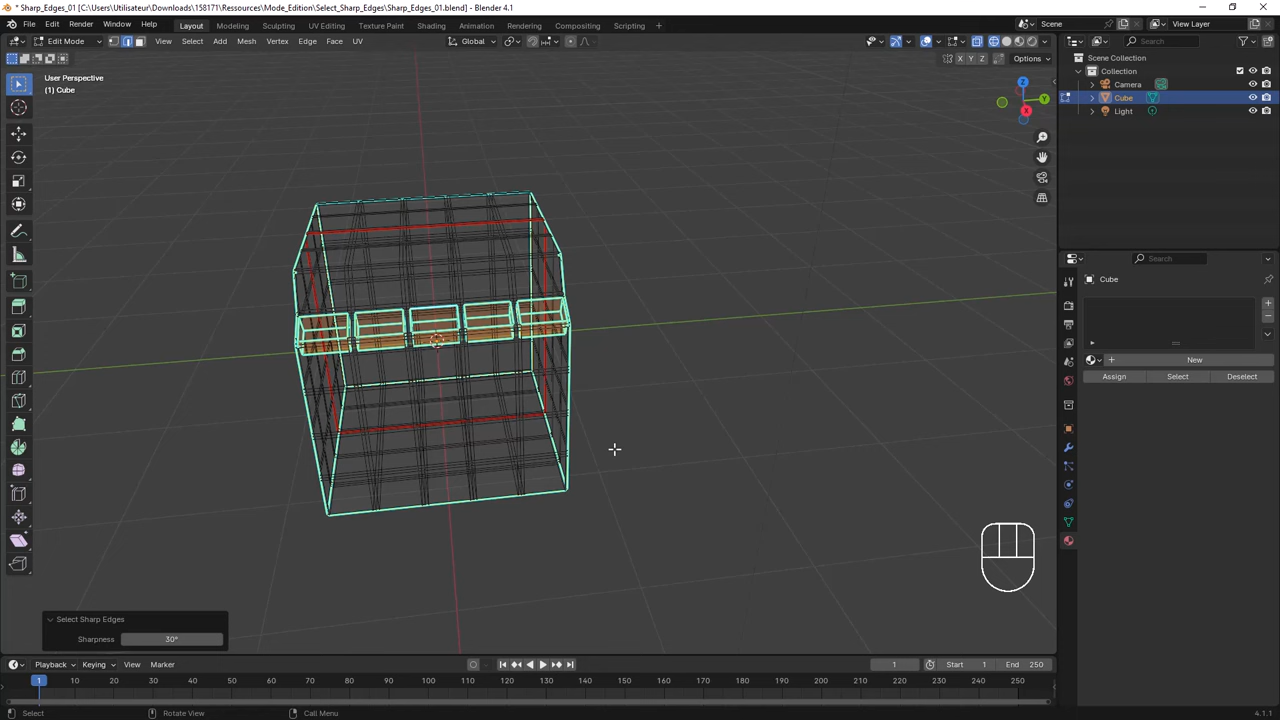 * Sharp_Edges_01 [C:\Users\Utilisateur\Downloads\158171\Ressources\Mode_Edition\Select_Sharp_Edges\Sharp_Edges_01.blend] - Blender 4.1
File Edit Render Window Help Layout Modeling Sculpting UV Editing Texture Paint Shading Animation Rendering Compositing Geometry Nodes Scripting + Scene View Layer
Edit Mode View Select Add Mesh Vertex Edge Face UV Global Search
X Y Z Options
User Perspective
(1) Cube
Z
Y
X
Scene Collection
Collection
Camera
Cube
Light
Search
Cube
New
Assign Select Deselect
Select Sharp Edges
Sharpness 30°
Playback Keying View Marker 1 Start 1 End 250
1 10 20 30 40 50 60 70 80 90 100 110 120 130 140 150 160 170 180 190 200 210 220 230 240 250
Select Rotate View Call Menu 4.1.1